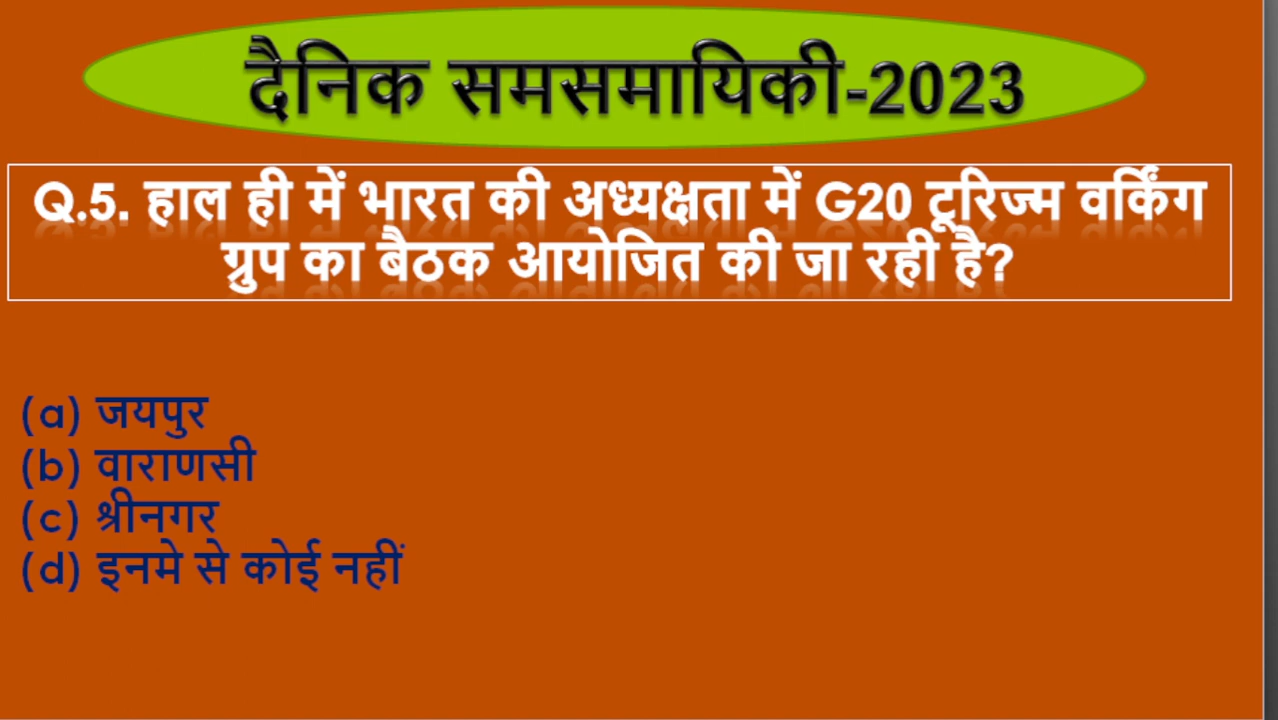 दैनिक समसमायिकी-2023
Q.5. हाल ही में भारत की अध्यक्षता में G20 टूरिज्म वर्किंग
ग्रुप का बैठक आयोजित की जा रही है?
(a) जयपुर
(b) वाराणसी
(c) श्रीनगर
(d) इनमे से कोई नहीं